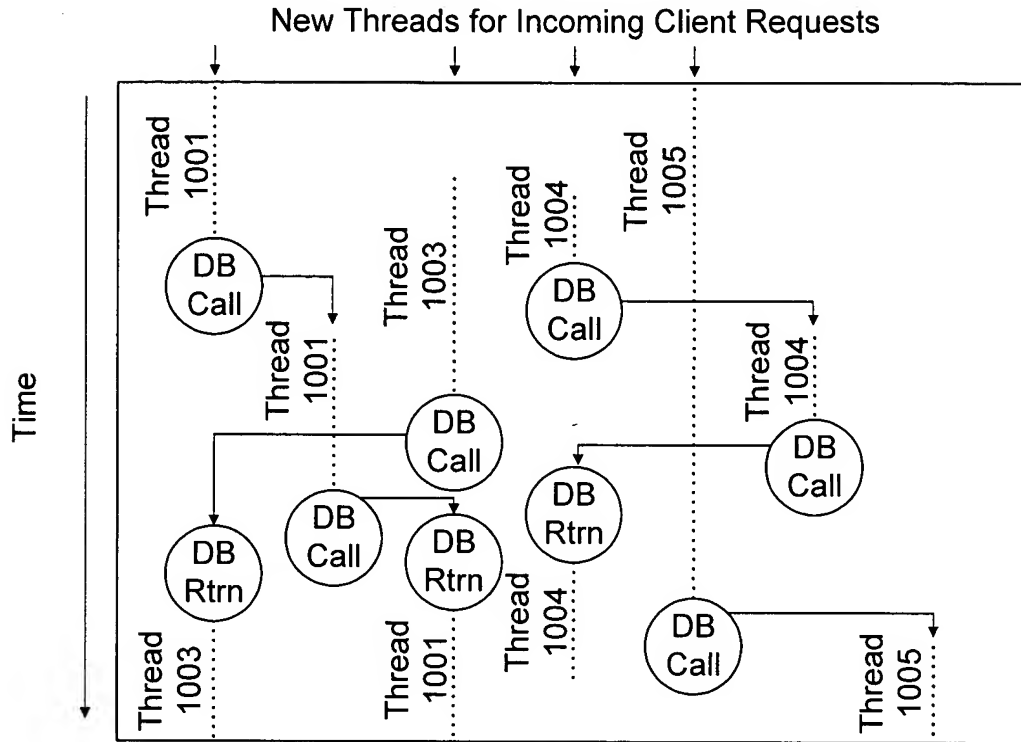 New Threads for Incoming Client Requests
Time
Thread
1001
Thread
1003
Thread
1004
Thread
1005
DB
Call
DB
Call
Thread
1001
Thread
1004
DB
Call
DB
Call
DB
Call
DB
Rtrn
DB
Rtrn
DB
Rtrn
DB
Call
Thread
1003
Thread
1001
Thread
1004
Thread
1005